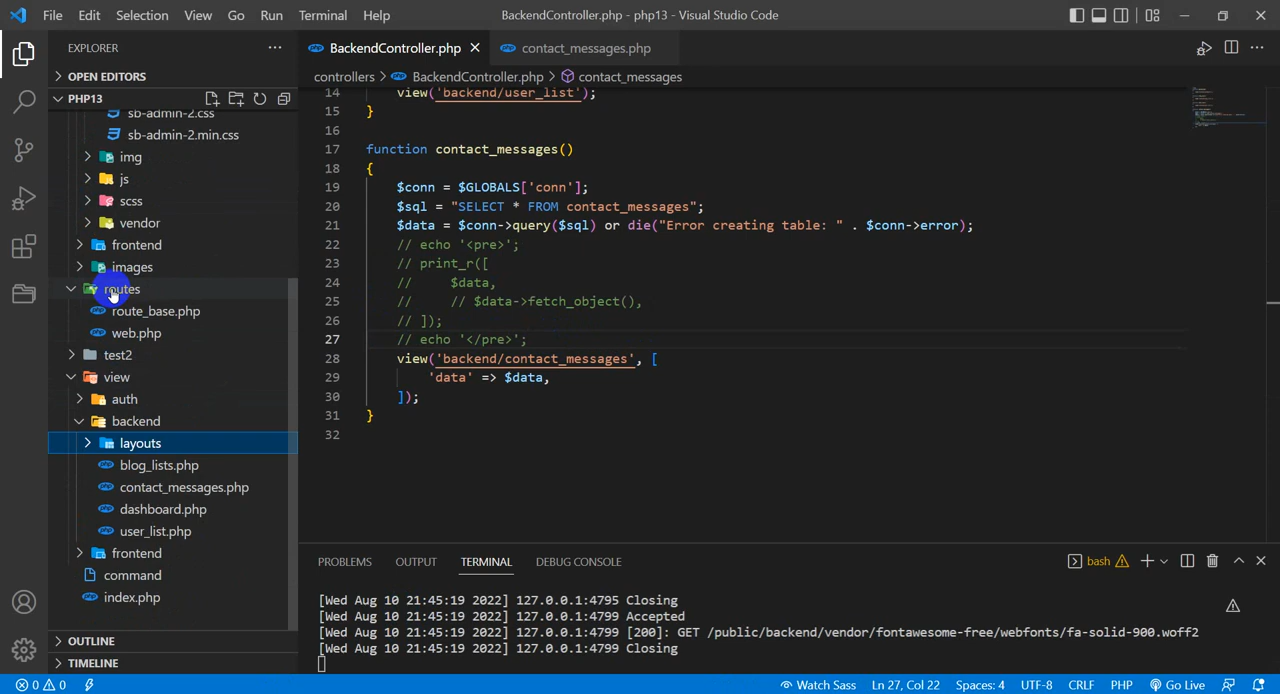 File Edit Selection View Go Run Terminal Help BackendController.php - php13 - Visual Studio Code
EXPLORER
OPEN EDITORS
PHP13
sb-admin-2.css
sb-admin-2.min.css
img
js
scss
vendor
frontend
images
routes
route_base.php
web.php
test2
view
auth
backend
layouts
blog_lists.php
contact_messages.php
dashboard.php
user_list.php
frontend
command
index.php
OUTLINE
TIMELINE
BackendController.php contact_messages.php
controllers > BackendController.php > contact_messages
14 view('backend/user_list');
15 }
16
17 function contact_messages()
18 {
19 $conn = $GLOBALS['conn'];
20 $sql = "SELECT * FROM contact_messages";
21 $data = $conn->query($sql) or die("Error creating table: " . $conn->error);
22 // echo '<pre>';
23 // print_r([
24 // $data,
25 // // $data->fetch_object(),
26 // ]);
27 // echo '</pre>';
28 view('backend/contact_messages', [
29 'data' => $data,
30 ]);
31 }
32
PROBLEMS OUTPUT TERMINAL DEBUG CONSOLE bash
[Wed Aug 10 21:45:19 2022] 127.0.0.1:4795 Closing
[Wed Aug 10 21:45:19 2022] 127.0.0.1:4799 Accepted
[Wed Aug 10 21:45:19 2022] 127.0.0.1:4799 [200]: GET /public/backend/vendor/fontawesome-free/webfonts/fa-solid-900.woff2
[Wed Aug 10 21:45:19 2022] 127.0.0.1:4799 Closing
0 0 Watch Sass Ln 27, Col 22 Spaces: 4 UTF-8 CRLF PHP Go Live